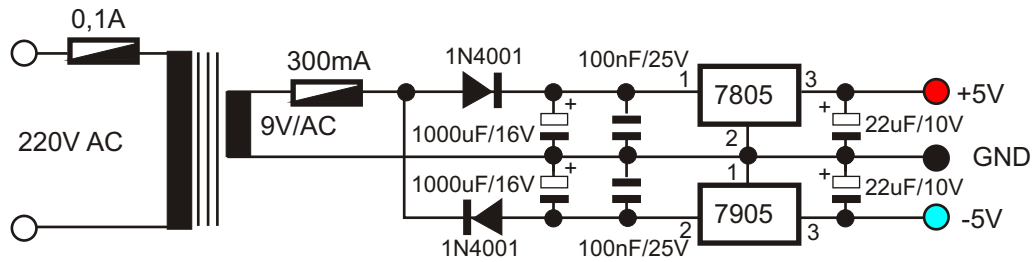 0,1A
220V AC
300mA
9V/AC
1N4001
1000uF/16V
+
100nF/25V
1
7805
3
2
+
22uF/10V
+5V
GND
1000uF/16V
+
1
7905
2
3
+
22uF/10V
-5V
1N4001
100nF/25V